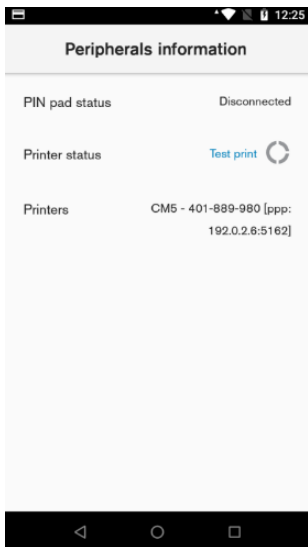 12:25
Peripherals information
PIN pad status Disconnected
Printer status Test print
Printers CM5 - 401-889-980 [ppp:
192.0.2.6:5162]